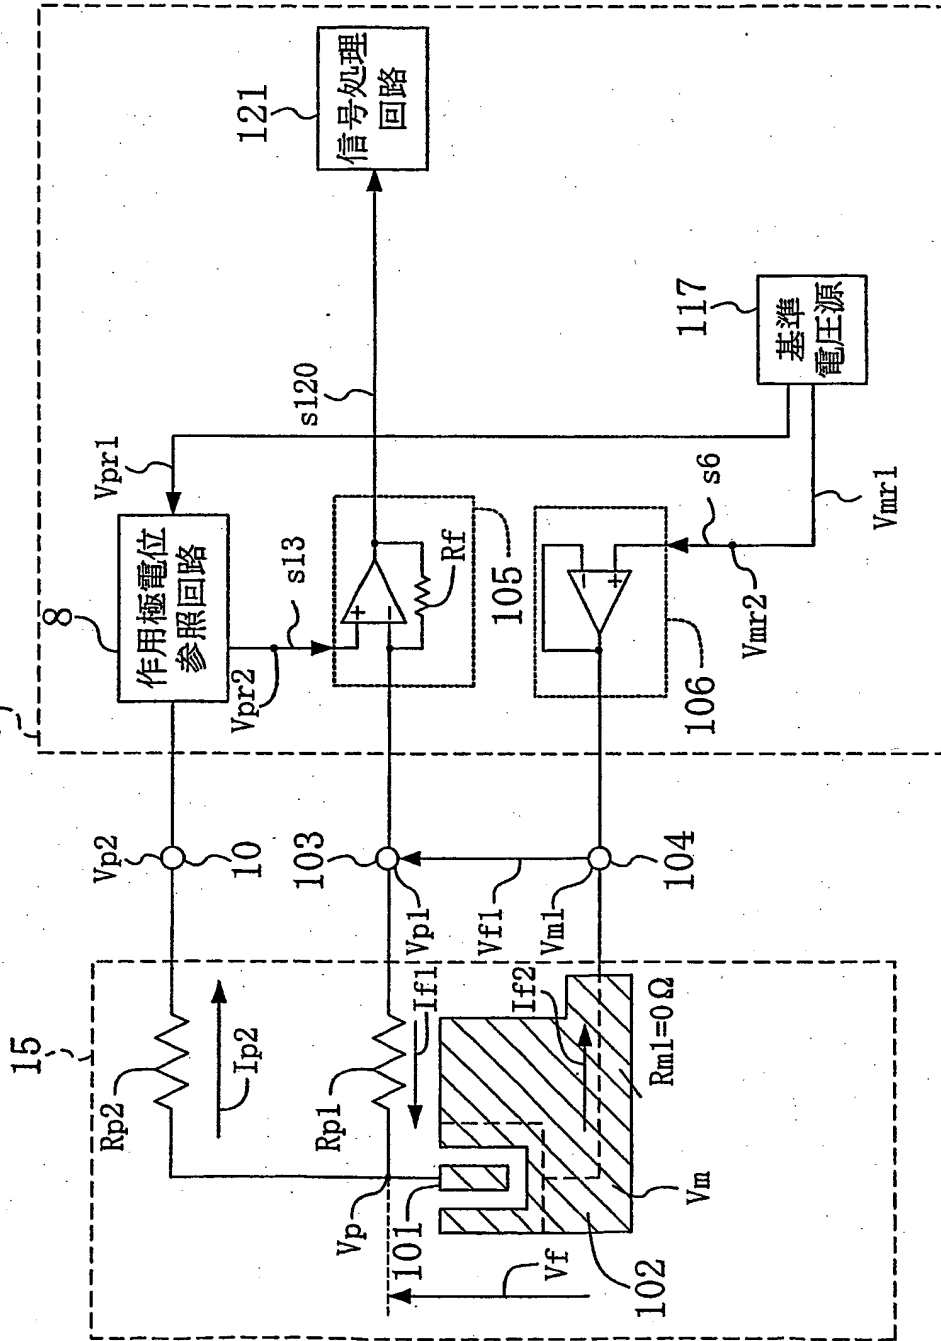 15
Rp2
Ip2
Vp2
10
8
作用極電位
参照回路
Vpr1
Vpr2
s13
s120
121
信号処理
回路
Rp1
If1
103
Vp1
+
−
Rf
105
Vp
101
Vf1
Vf
102
Vm
If2
Rm1=0Ω
Vm1
104
106
−
+
s6
Vmr2
Vmr1
117
基準
電圧源